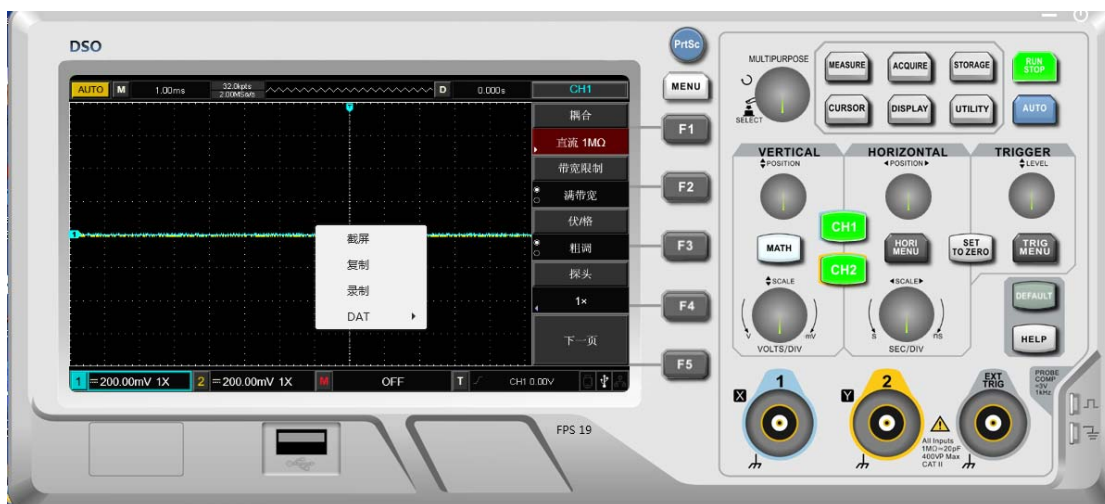 DSO
AUTO M 1.00ms 32.0kpts 2.00MSa/s D 0.000s CH1
T
耦合
直流 1MΩ
带宽限制
满带宽
伏/格
粗调
探头
1×
下一页
1
截屏
复制
录制
DAT
1 200.00mV 1X 2 200.00mV 1X M OFF T CH1 0.00V
FPS 19
PrtSc
MENU
F1
F2
F3
F4
F5
MULTIPURPOSE
SELECT
MEASURE ACQUIRE STORAGE
RUN
STOP
CURSOR DISPLAY UTILITY
AUTO
VERTICAL
POSITION
HORIZONTAL
POSITION
TRIGGER
LEVEL
CH1
MATH
HORI
MENU
SET
TO ZERO
TRIG
MENU
CH2
SCALE
V mV
VOLTS/DIV
SCALE
S nS
SEC/DIV
DEFAULT
HELP
X 1
Y 2
EXT
TRIG
PROBE
COMP
≈3V
1kHz
All Inputs
1MΩ=20pF
400VP Max
CAT II